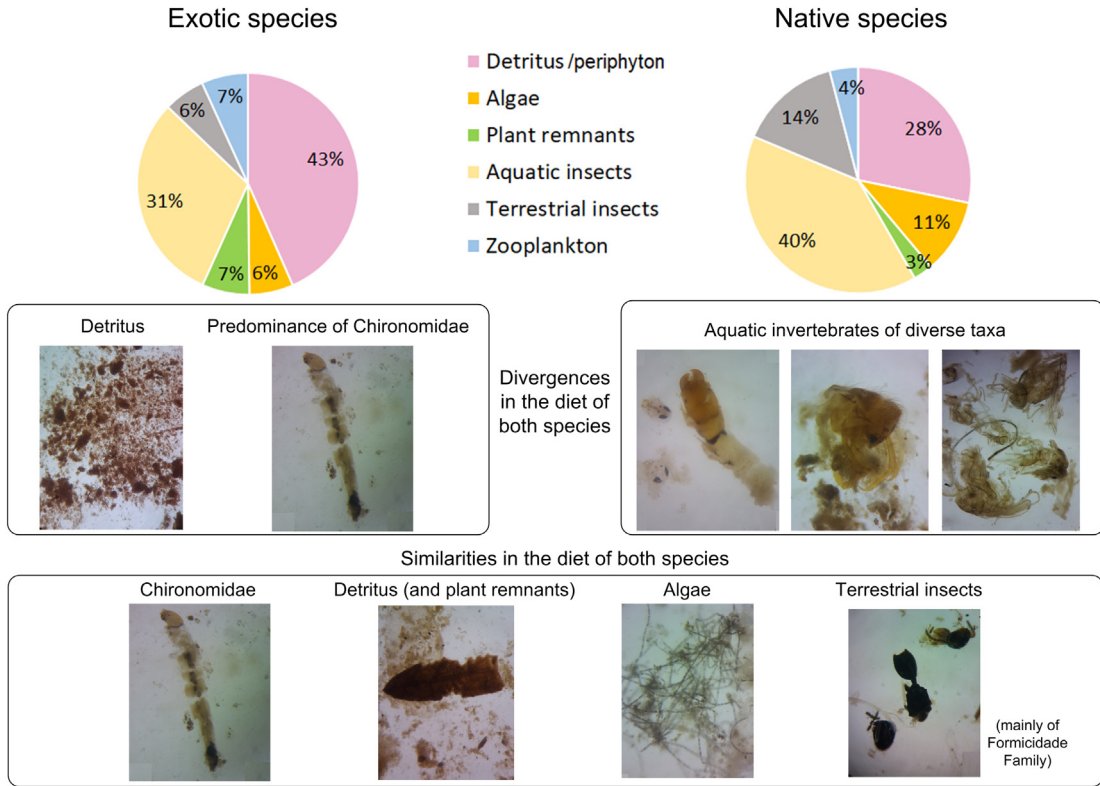 Exotic species
Native species
Detritus/periphyton
Algae
Plant remnants
Aquatic insects
Terrestrial insects
Zooplankton
7%
6%
43%
31%
7%
6%
4%
14%
28%
11%
40%
3%
Detritus
Predominance of Chironomidae
Divergences
in the diet of
both species
Aquatic invertebrates of diverse taxa
Similarities in the diet of both species
Chironomidae
Detritus (and plant remnants)
Algae
Terrestrial insects
(mainly of
Formicidade
Family)